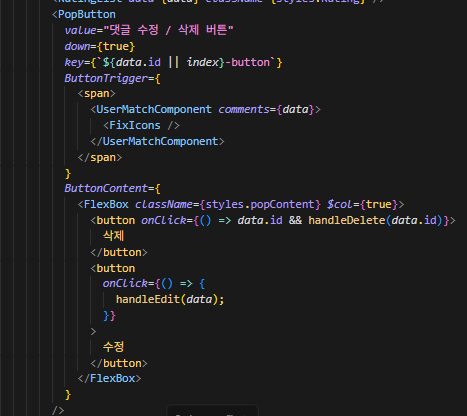 <RatingList data={data} className={styles.Rating} />
<PopButton
value="댓글 수정 / 삭제 버튼"
down={true}
key={`${data.id || index}-button`}
ButtonTrigger={
<span>
<UserMatchComponent comments={data}>
<FixIcons />
</UserMatchComponent>
</span>
}
ButtonContent={
<FlexBox className={styles.popContent} $col={true}>
<button onClick={() => data.id && handleDelete(data.id)}>
삭제
</button>
<button
onClick={() => {
handleEdit(data);
}}
>
수정
</button>
</FlexBox>
}
/>